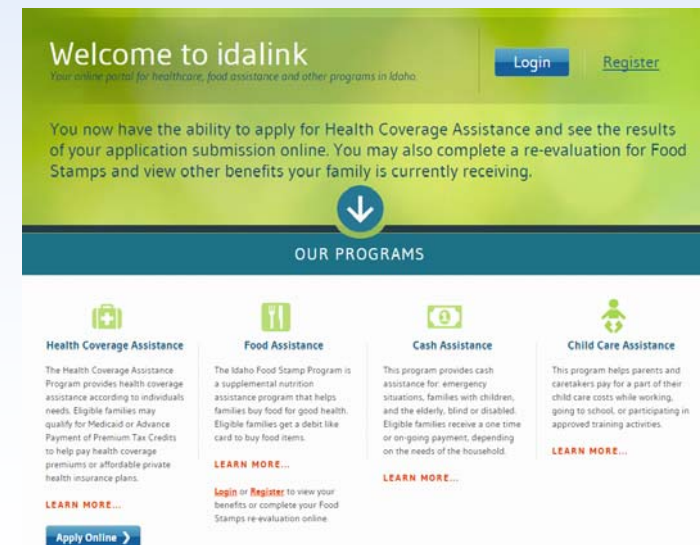 Welcome to idalink
Your online portal for healthcare, food assistance and other programs in Idaho.
Login
Register
You now have the ability to apply for Health Coverage Assistance and see the results
of your application submission online. You may also complete a re-evaluation for Food
Stamps and view other benefits your family is currently receiving.
OUR PROGRAMS
Health Coverage Assistance
The Health Coverage Assistance
Program provides health coverage
assistance according to individuals
needs. Eligible families may
qualify for Medicaid or Advance
Payment of Premium Tax Credits
to help pay health coverage
premiums or affordable private
health insurance plans.
LEARN MORE...
Apply Online ❯
Food Assistance
The Idaho Food Stamp Program is
a supplemental nutrition
assistance program that helps
families buy food for good health.
Eligible families get a debit like
card to buy food items.
LEARN MORE...
Login or Register to view your
benefits or complete your Food
Stamps re-evaluation online.
Cash Assistance
This program provides cash
assistance for: emergency
situations, families with children,
and the elderly, blind or disabled.
Eligible families receive a one time
or on-going payment, depending
on the needs of the household.
LEARN MORE...
Child Care Assistance
This program helps parents and
caretakers pay for a part of their
child care costs while working,
going to school, or participating in
approved training activities.
LEARN MORE...